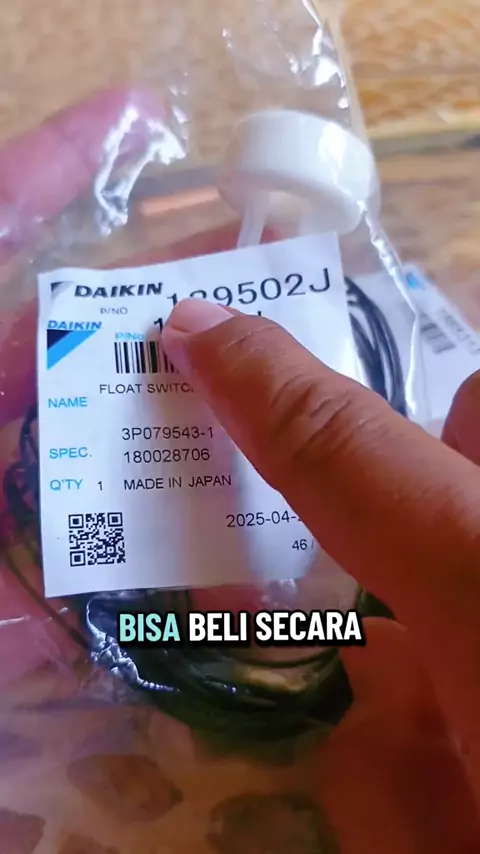 DAIKIN 139502J
P/NO
DAIKIN
P/No
FLOAT SWITC
NAME
3P079543-1
SPEC. 180028706
Q'TY 1 MADE IN JAPAN
2025-04-
46 /
BISA BELI SECARA